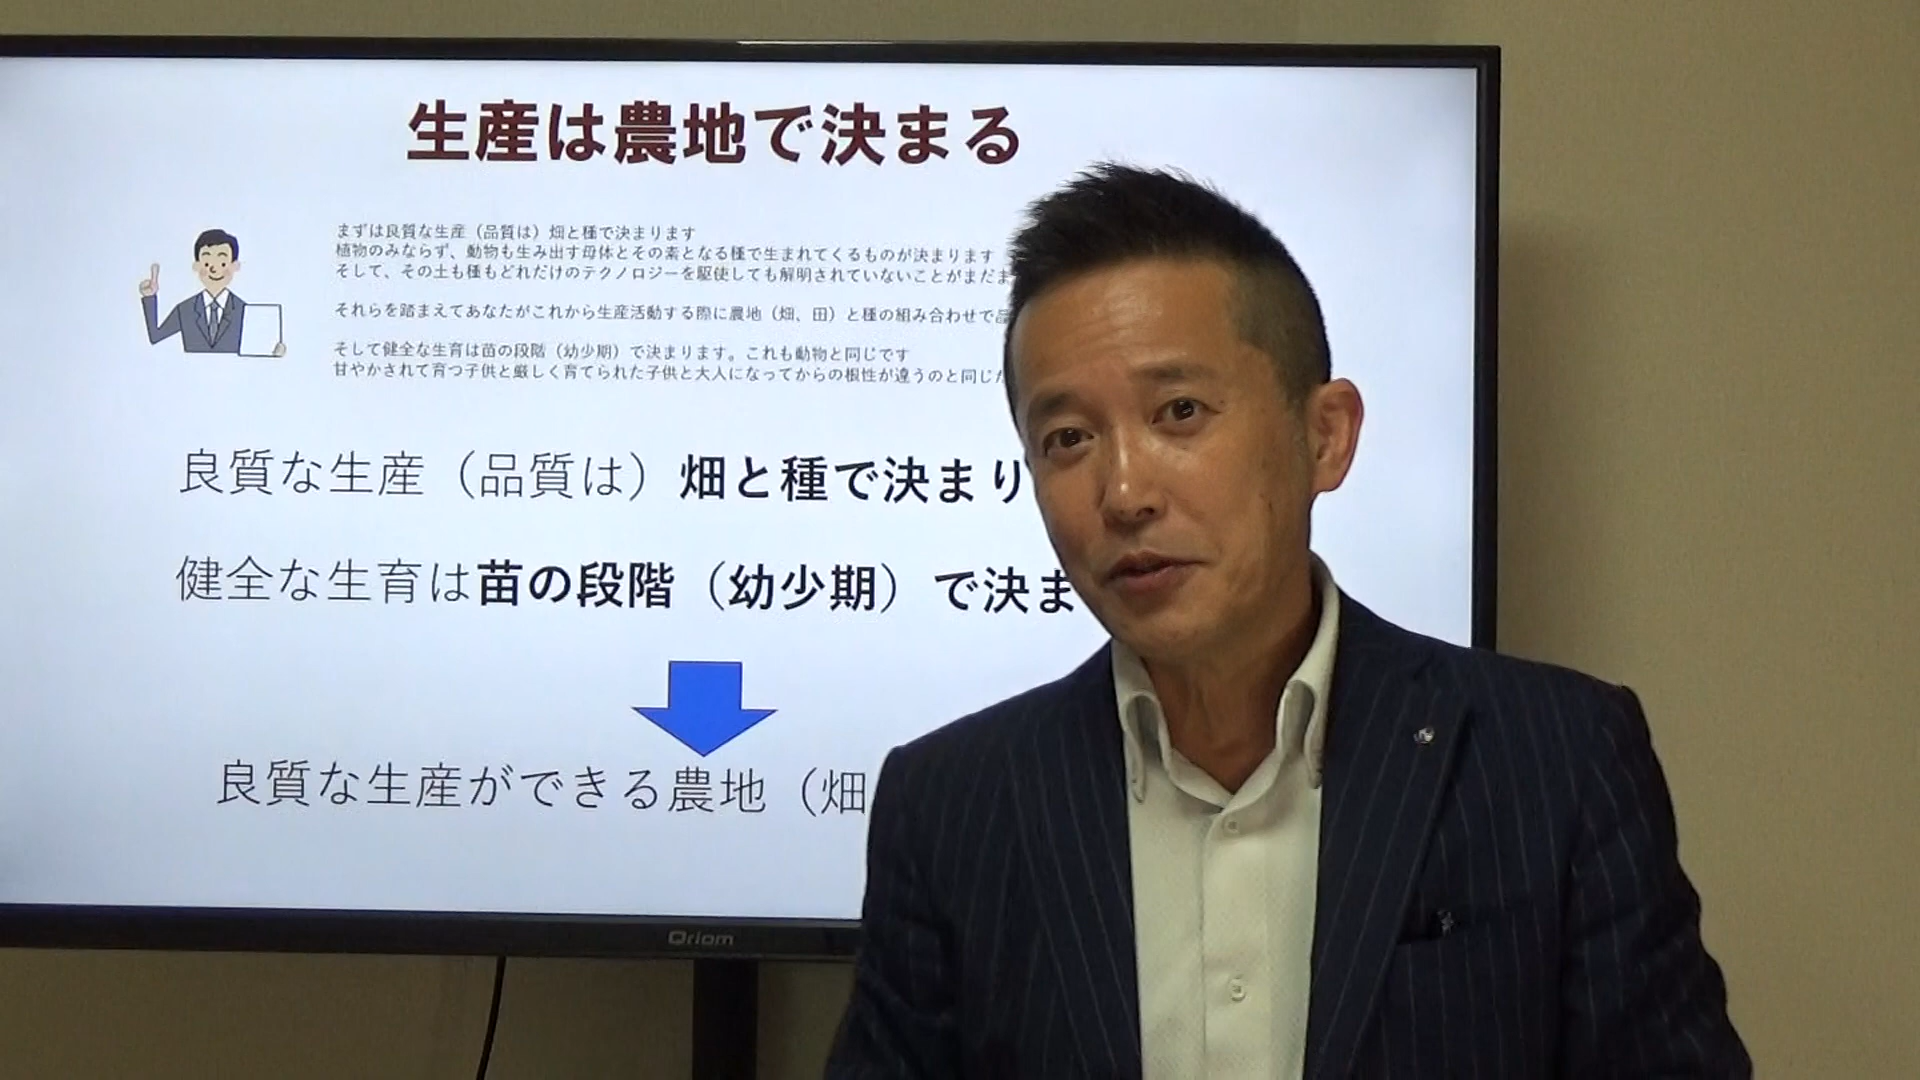 生産は農地で決まる
まずは良質な生産（品質は）畑と種で決まります
植物のみならず、動物も生み出す母体とその素となる種で生まれてくるものが決まります
そして、その土も種もどれだけのテクノロジーを駆使しても解明されていないことがまだま
それらを踏まえてあなたがこれから生産活動する際に農地（畑、田）と種の組み合わせで品
そして健全な生育は苗の段階（幼少期）で決まります。これも動物と同じです
甘やかされて育つ子供と厳しく育てられた子供と大人になってからの根性が違うのと同じだ
良質な生産（品質は）畑と種で決まり
健全な生育は苗の段階（幼少期）で決ま
良質な生産ができる農地（畑
Qriom